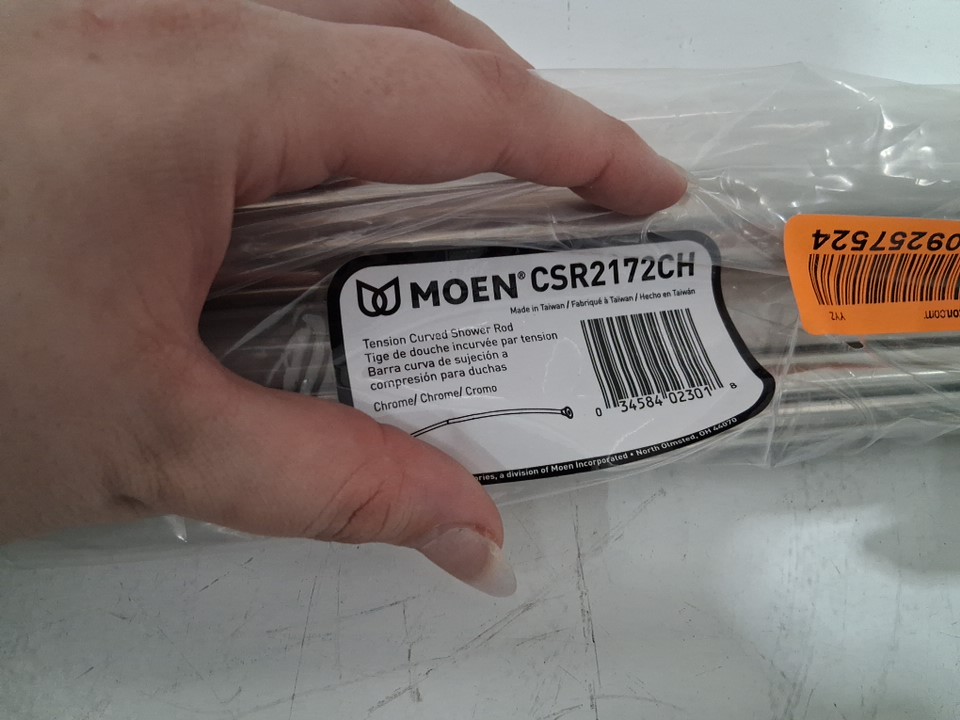 MOEN® CSR2172CH
Made in Taiwan / Fabriqué à Taiwan / Hecho en Taiwán
Tension Curved Shower Rod
Tige de douche incurvée par tension
Barra curva de sujeción a
compresión para duchas
Chrome/ Chrome/ Cromo
0 34584 02301 8
a division of Moen Incorporated • North Olmsted, OH 44070
09257524
YYZ